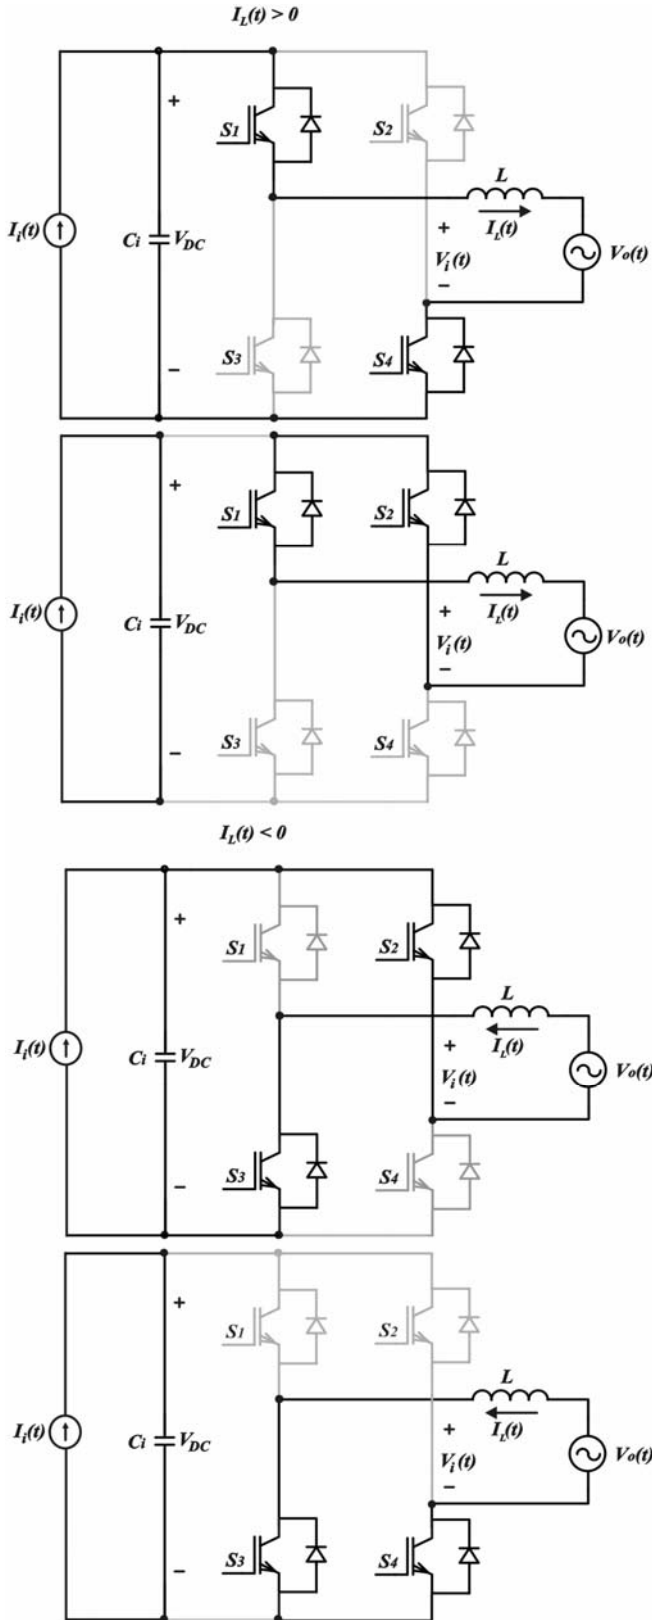 I_L(t) > 0
+
S1
S2
L
I_i(t)
C_i
V_DC
+
V_i(t)
−
I_L(t)
V_o(t)
−
S3
S4
+
S1
S2
L
I_i(t)
C_i
V_DC
+
V_i(t)
−
I_L(t)
V_o(t)
−
S3
S4
I_L(t) < 0
+
S1
S2
L
I_i(t)
C_i
V_DC
+
V_i(t)
−
I_L(t)
V_o(t)
−
S3
S4
+
S1
S2
L
I_i(t)
C_i
V_DC
+
V_i(t)
−
I_L(t)
V_o(t)
−
S3
S4